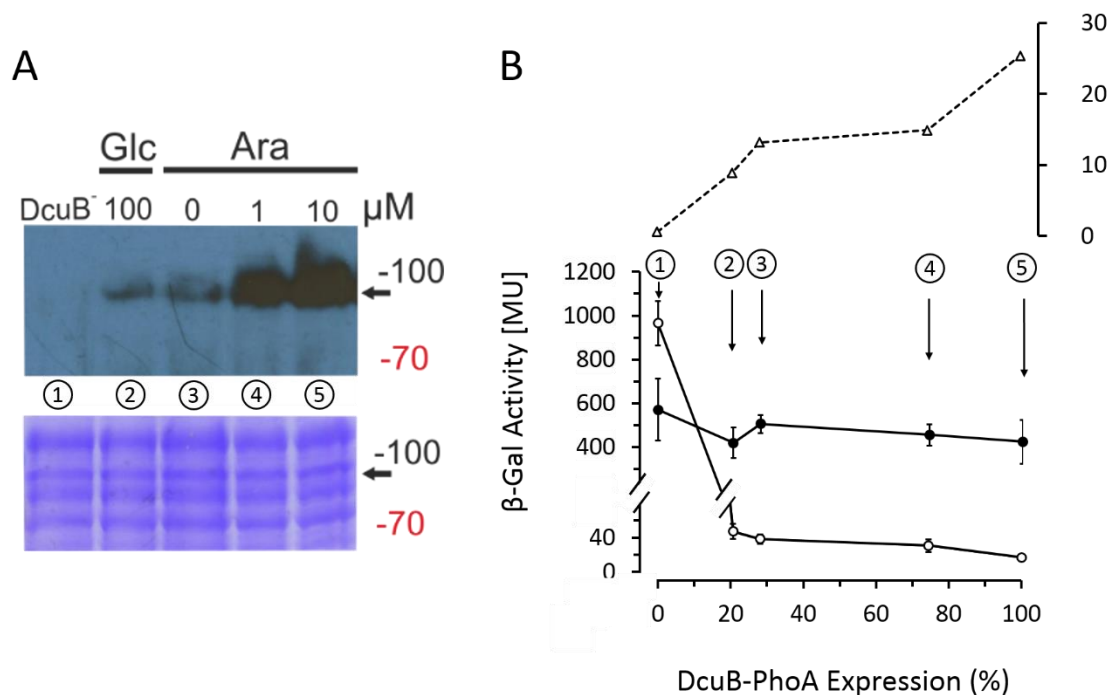 A
Glc Ara
DcuB⁻ 100 0 1 10 µM
-100
-70
① ② ③ ④ ⑤
-100
-70
B
30
20
10
0
① ② ③ ④ ⑤
1200
1000
800
600
400
40
0
β-Gal Activity [MU]
0 20 40 60 80 100
DcuB-PhoA Expression (%)